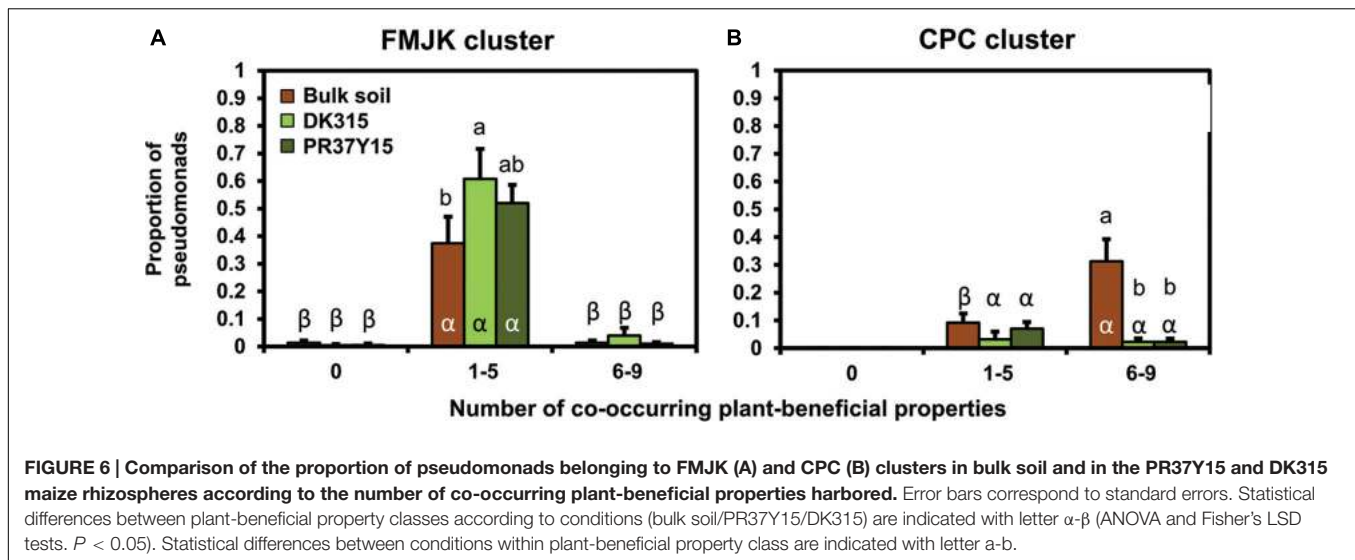 A
FMJK cluster
B
CPC cluster
Proportion of
pseudomonads
1
0.9
0.8
0.7
0.6
0.5
0.4
0.3
0.2
0.1
0
Bulk soil
DK315
PR37Y15
β β β
b a ab
α α α
β β β
0 1-5 6-9
1
0.9
0.8
0.7
0.6
0.5
0.4
0.3
0.2
0.1
0
β α α
a b b
α α α
0 1-5 6-9
Number of co-occurring plant-beneficial properties
FIGURE 6 | Comparison of the proportion of pseudomonads belonging to FMJK (A) and CPC (B) clusters in bulk soil and in the PR37Y15 and DK315
maize rhizospheres according to the number of co-occurring plant-beneficial properties harbored. Error bars correspond to standard errors. Statistical
differences between plant-beneficial property classes according to conditions (bulk soil/PR37Y15/DK315) are indicated with letter α-β (ANOVA and Fisher's LSD
tests. P < 0.05). Statistical differences between conditions within plant-beneficial property class are indicated with letter a-b.